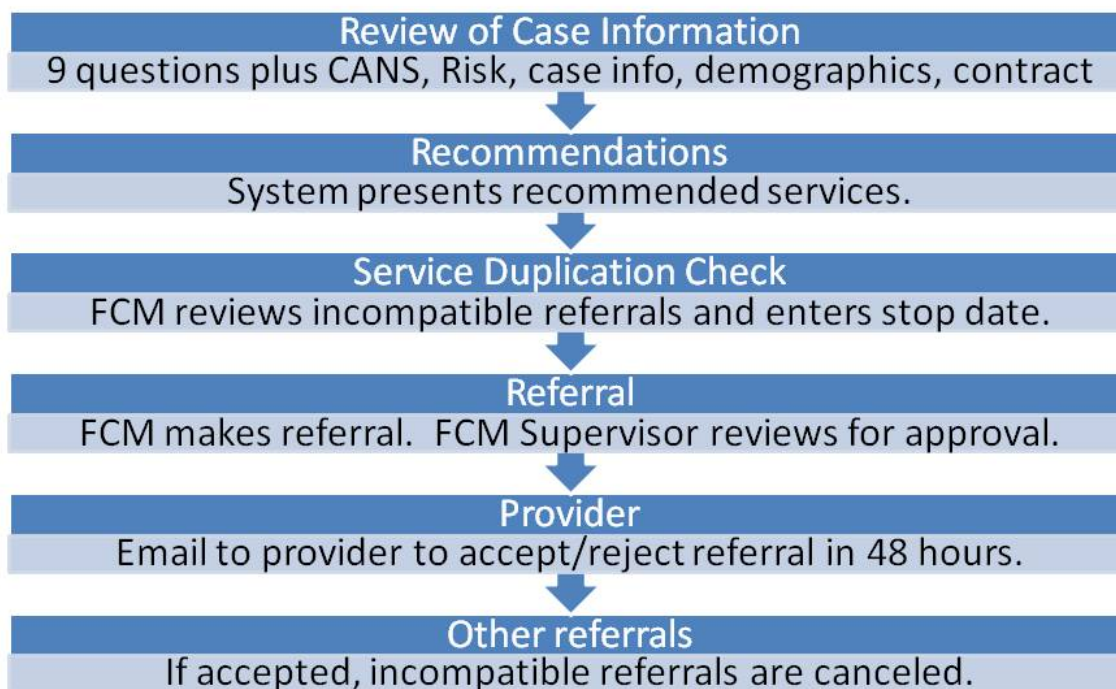 Review of Case Information
9 questions plus CANS, Risk, case info, demographics, contract
Recommendations
System presents recommended services.
Service Duplication Check
FCM reviews incompatible referrals and enters stop date.
Referral
FCM makes referral.  FCM Supervisor reviews for approval.
Provider
Email to provider to accept/reject referral in 48 hours.
Other referrals
If accepted, incompatible referrals are canceled.